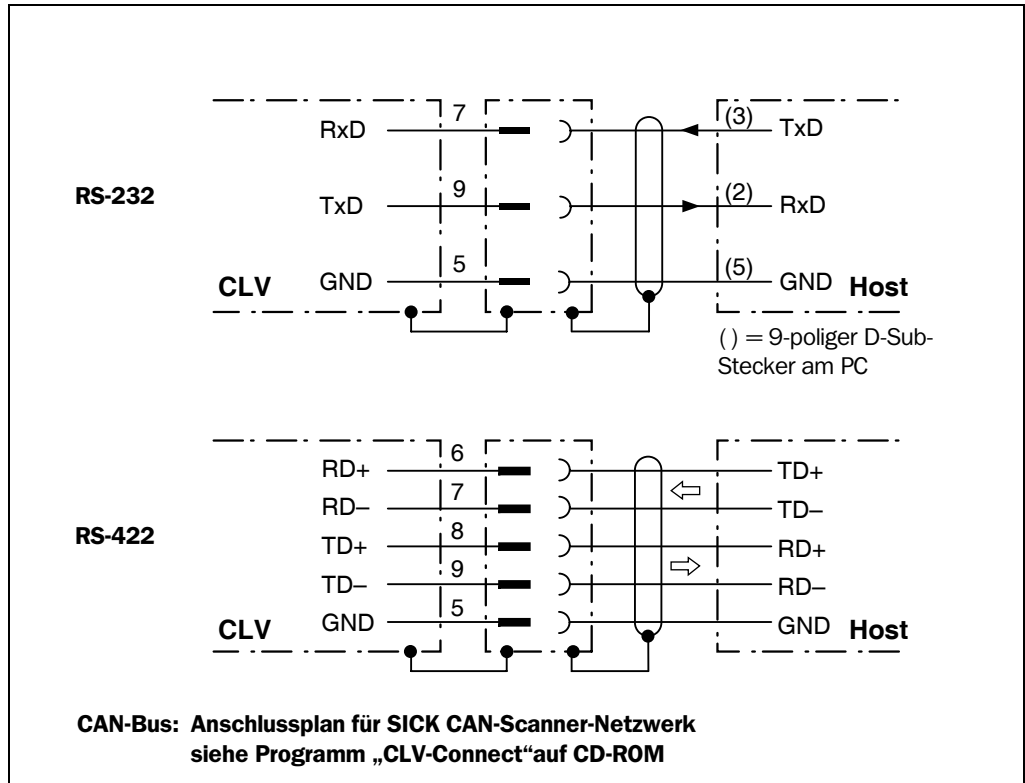 RxD 7 (3) TxD
RS-232
TxD 9 (2) RxD
CLV GND 5 (5) GND Host
( ) = 9-poliger D-Sub-
Stecker am PC
RD+ 6 TD+
RD– 7 TD–
RS-422
TD+ 8 RD+
TD– 9 RD–
CLV GND 5 GND Host
CAN-Bus: Anschlussplan für SICK CAN-Scanner-Netzwerk
siehe Programm „CLV-Connect“auf CD-ROM